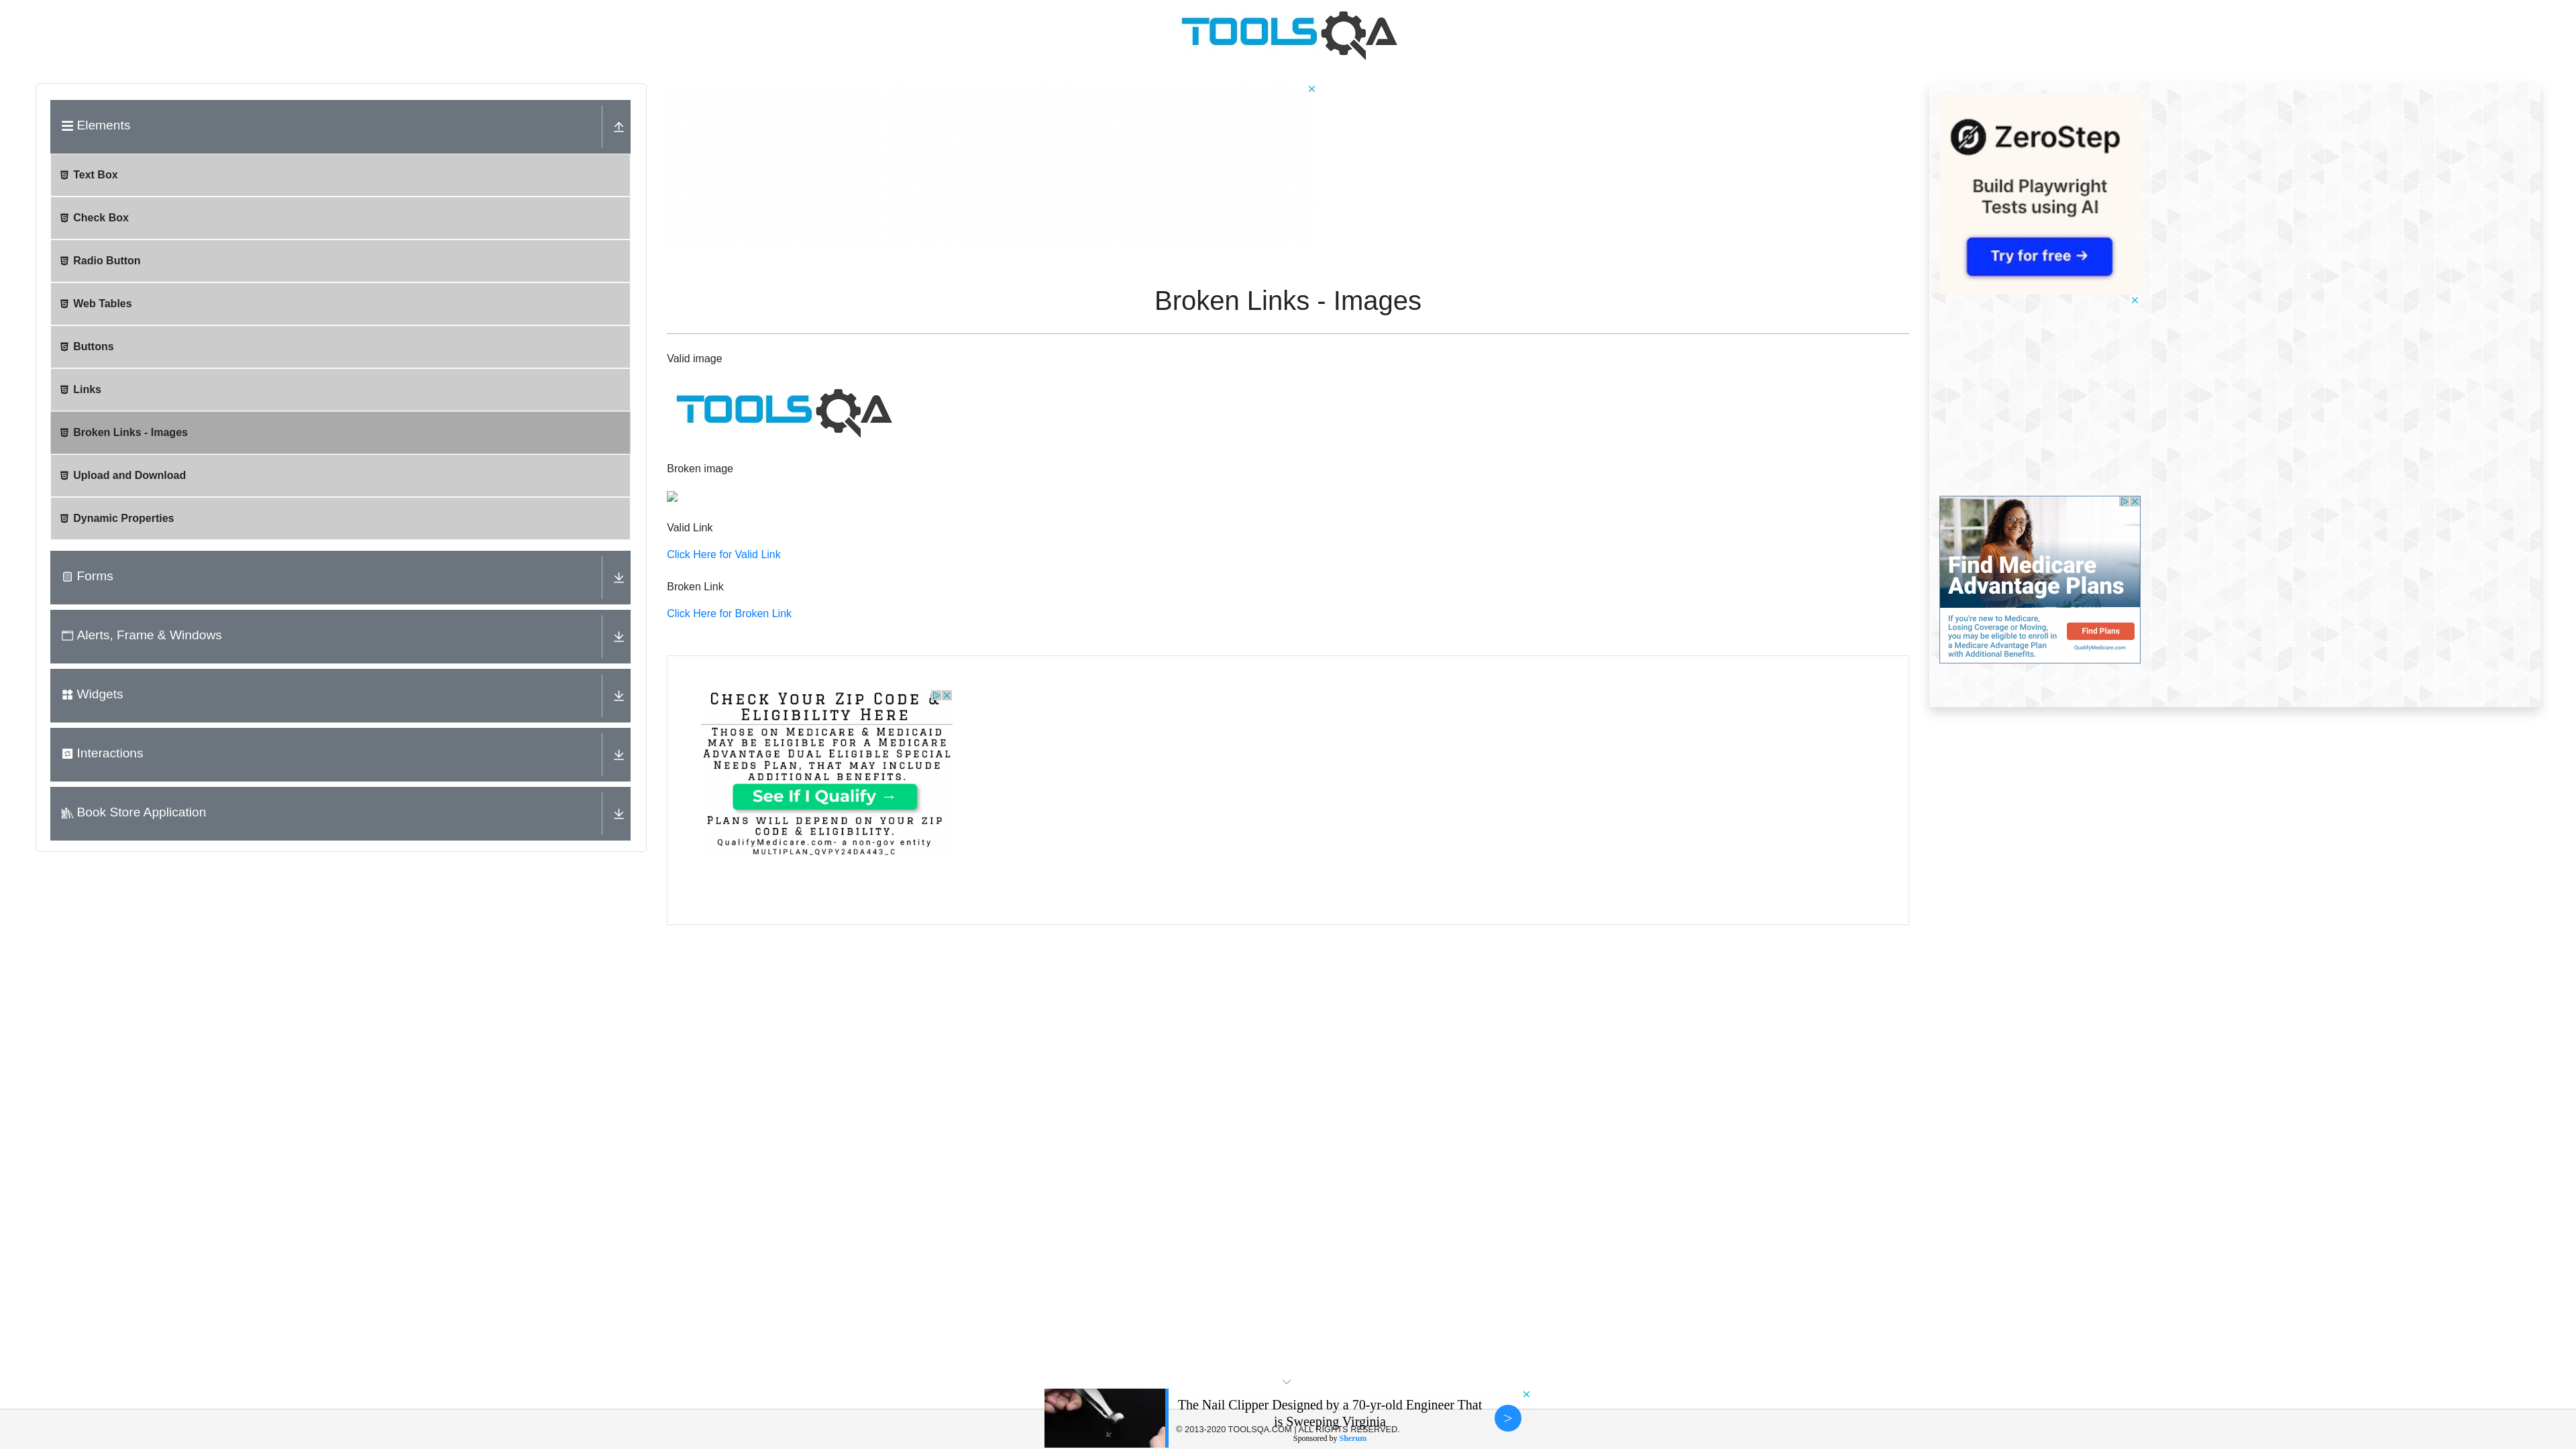 TOOLSQA
Elements
Text Box
Check Box
Radio Button
Web Tables
Buttons
Links
Broken Links - Images
Upload and Download
Dynamic Properties
Forms
Alerts, Frame & Windows
Widgets
Interactions
Book Store Application
Broken Links - Images
Valid image
TOOLSQA
Broken image
Valid Link
Click Here for Valid Link
Broken Link
Click Here for Broken Link
Check Your Zip Code &
Eligibility Here
Those on Medicare & Medicaid
may be eligible for a Medicare
Advantage Dual Eligible Special
Needs Plan, that may include
additional benefits.
See If I Qualify →
Plans will depend on your zip
code & eligibility.
QualifyMedicare.com- a non-gov entity
MULTIPLAN_QVPY24DA443_C
ZeroStep
Build Playwright
Tests using AI
Try for free →
Find Medicare
Advantage Plans
If you're new to Medicare,
Losing Coverage or Moving,
you may be eligible to enroll in
a Medicare Advantage Plan
with Additional Benefits.
Find Plans
QualifyMedicare.com
The Nail Clipper Designed by a 70-yr-old Engineer That
is Sweeping Virginia
© 2013-2020 TOOLSQA.COM | ALL RIGHTS RESERVED.
Sponsored by Sherum